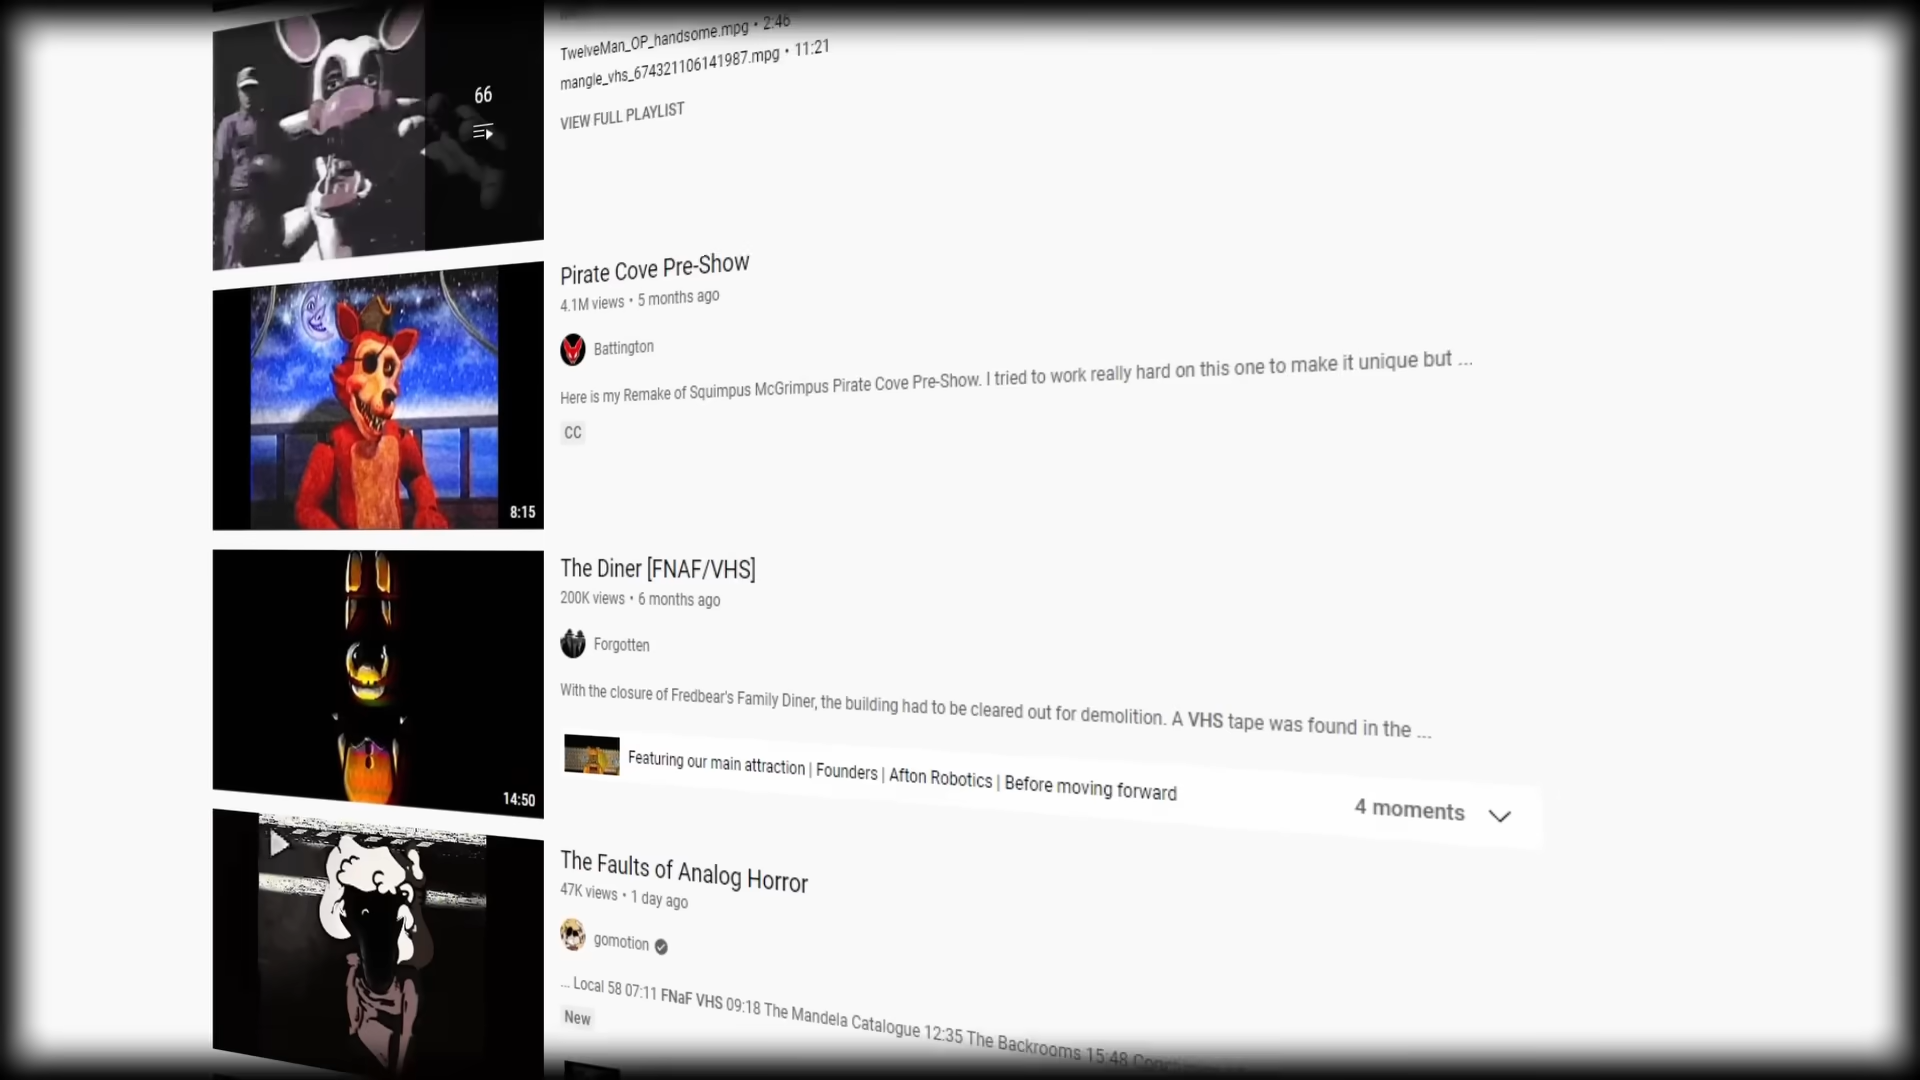 TwelveMan_OP_handsome.mpg • 2:46
mangle_vhs_674321106141987.mpg • 11:21
66
VIEW FULL PLAYLIST
Pirate Cove Pre-Show
4.1M views • 5 months ago
Battington
Here is my Remake of Squimpus McGrimpus Pirate Cove Pre-Show. I tried to work really hard on this one to make it unique but ...
CC
8:15
The Diner [FNAF/VHS]
200K views • 6 months ago
Forgotten
With the closure of Fredbear's Family Diner, the building had to be cleared out for demolition. A VHS tape was found in the ...
Featuring our main attraction | Founders | Afton Robotics | Before moving forward
4 moments
14:50
The Faults of Analog Horror
47K views • 1 day ago
gomotion
... Local 58 07:11 FNaF VHS 09:18 The Mandela Catalogue 12:35 The Backrooms 15:48
New